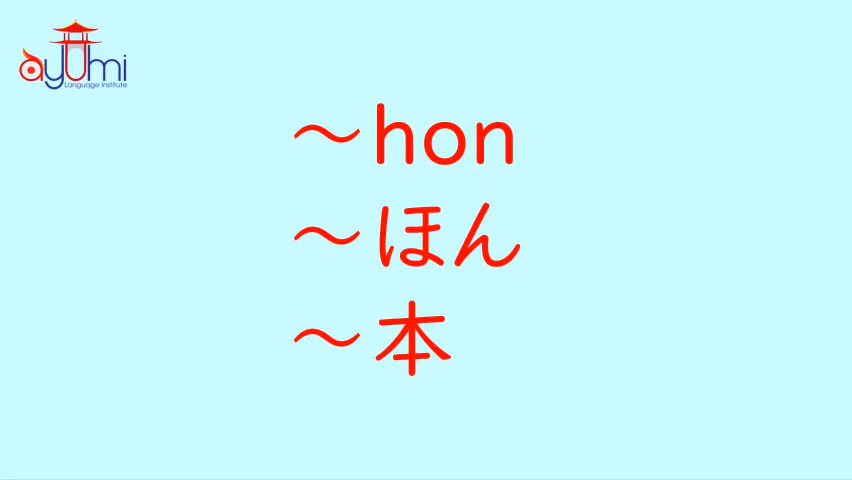 ayumi
Language Institute
～hon
～ほん
～本